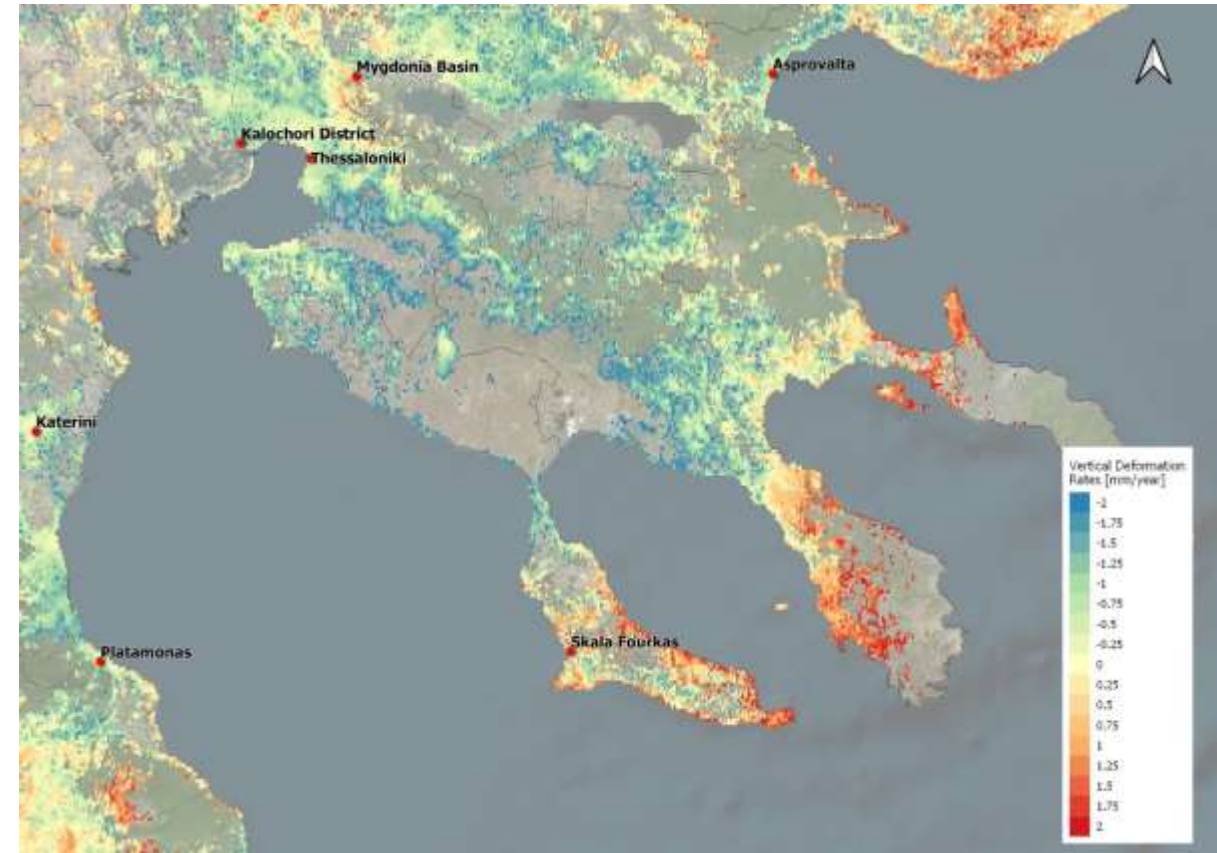 Mygdonia Basin
Asprovalta
Kalochori District
Thessaloniki
Katerini
Platamonas
Skala Fourkas
Vertical Deformation
Rates [mm/year]
-2
-1.75
-1.5
-1.25
-1
-0.75
-0.5
-0.25
0
0.25
0.5
0.75
1
1.25
1.5
1.75
2